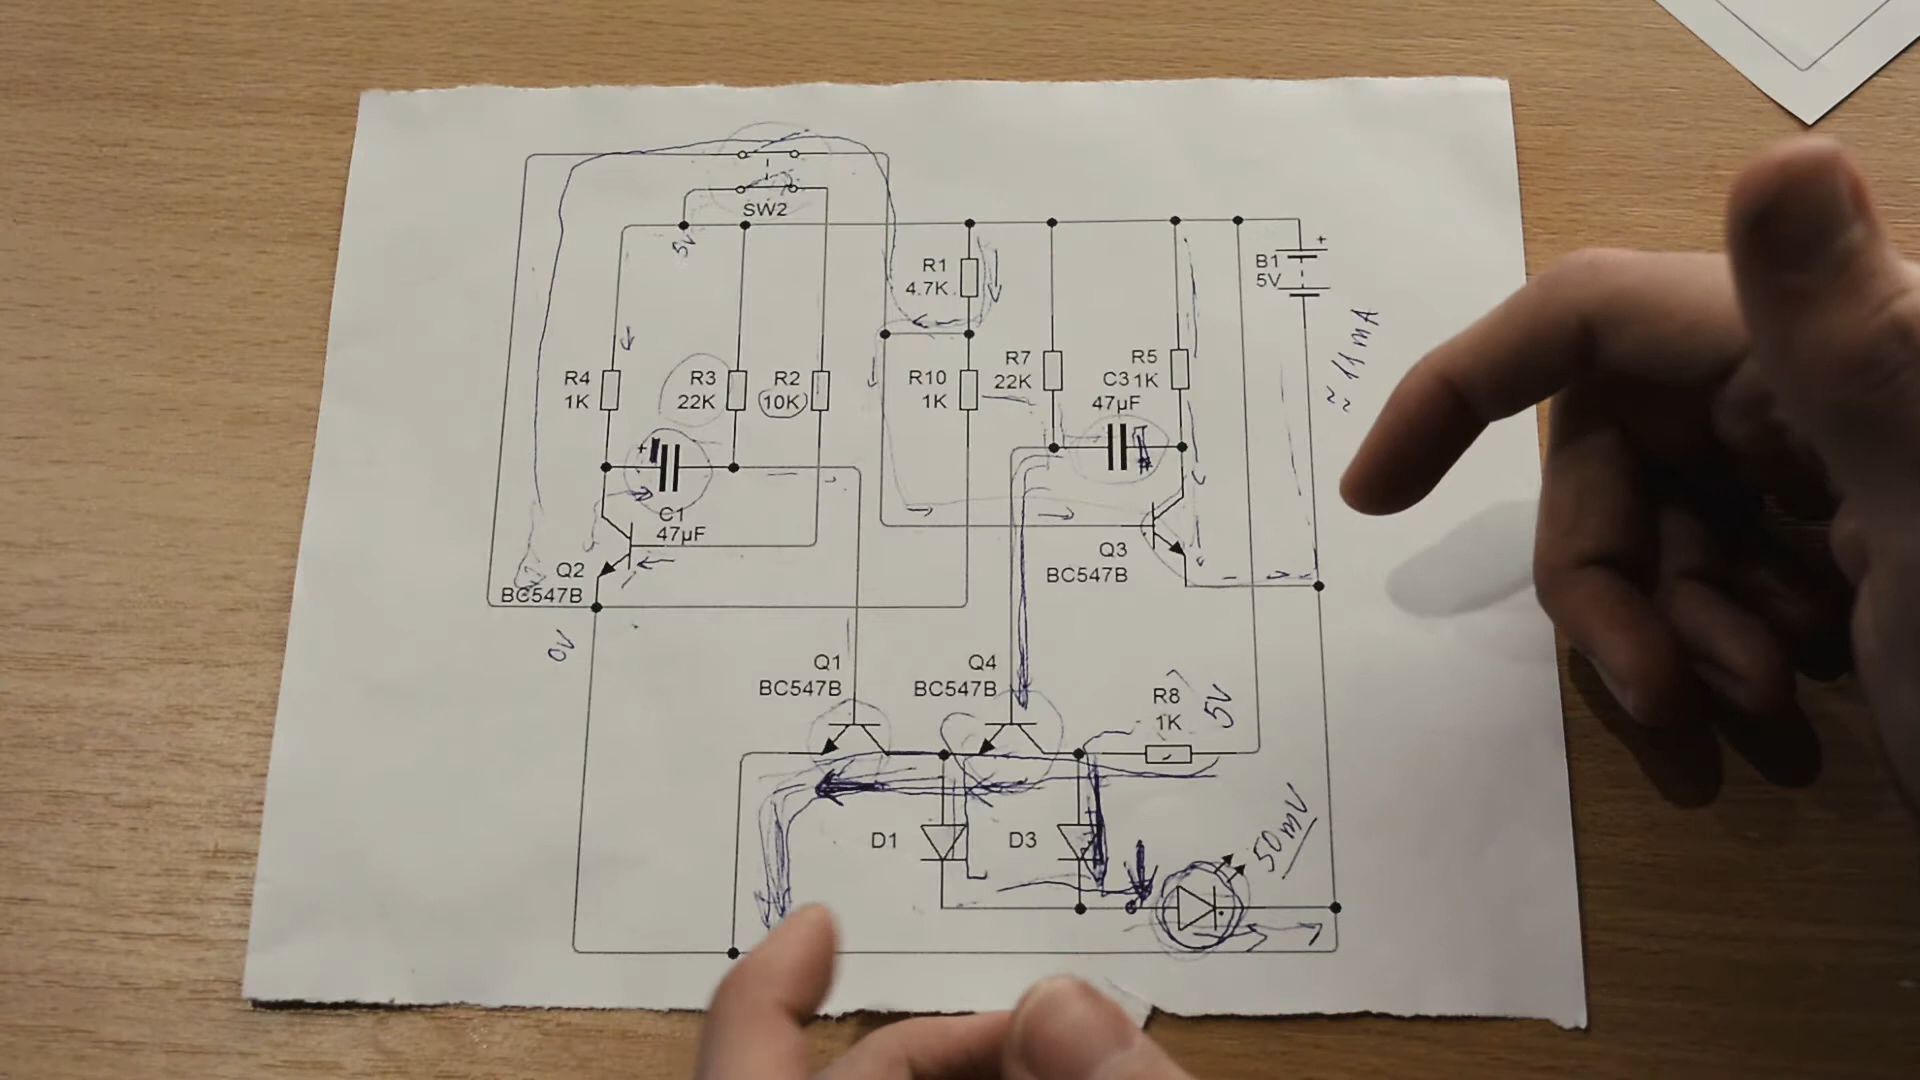 SW2
5V
R1
4.7K
+
B1
5V
≈ 11 mA
R4
1K
R3
22K
R2
10K
R10
1K
R7
22K
R5
1K
C3
47µF
+
C1
47µF
Q2
BC547B
Q3
BC547B
0V
Q1
BC547B
Q4
BC547B
R8
1K
5V
D1
D3
50mV